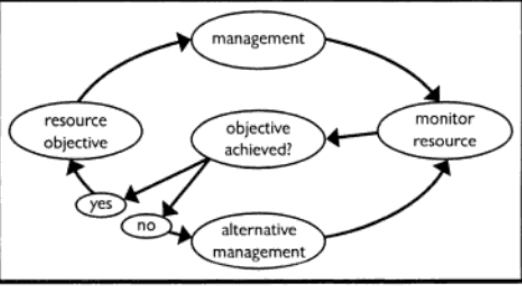 management
resource
objective
objective
achieved?
monitor
resource
yes
no
alternative
management